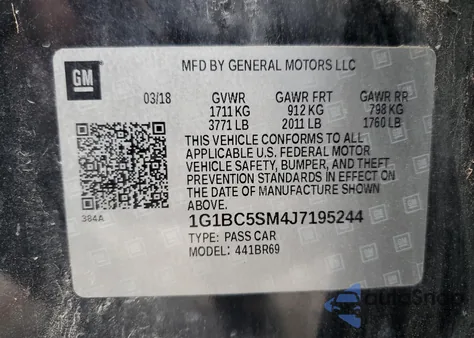 GM
MFD BY GENERAL MOTORS LLC
03/18 GVWR GAWR FRT GAWR RR
1711 KG 912 KG 798 KG
3771 LB 2011 LB 1760 LB
THIS VEHICLE CONFORMS TO ALL
APPLICABLE U.S. FEDERAL MOTOR
VEHICLE SAFETY, BUMPER, AND THEFT
PREVENTION STANDARDS IN EFFECT ON
THE DATE OF MANUFACTURE SHOWN
ABOVE.
384A
1G1BC5SM4J7195244
TYPE: PASS CAR
MODEL: 441BR69
AutoSnap